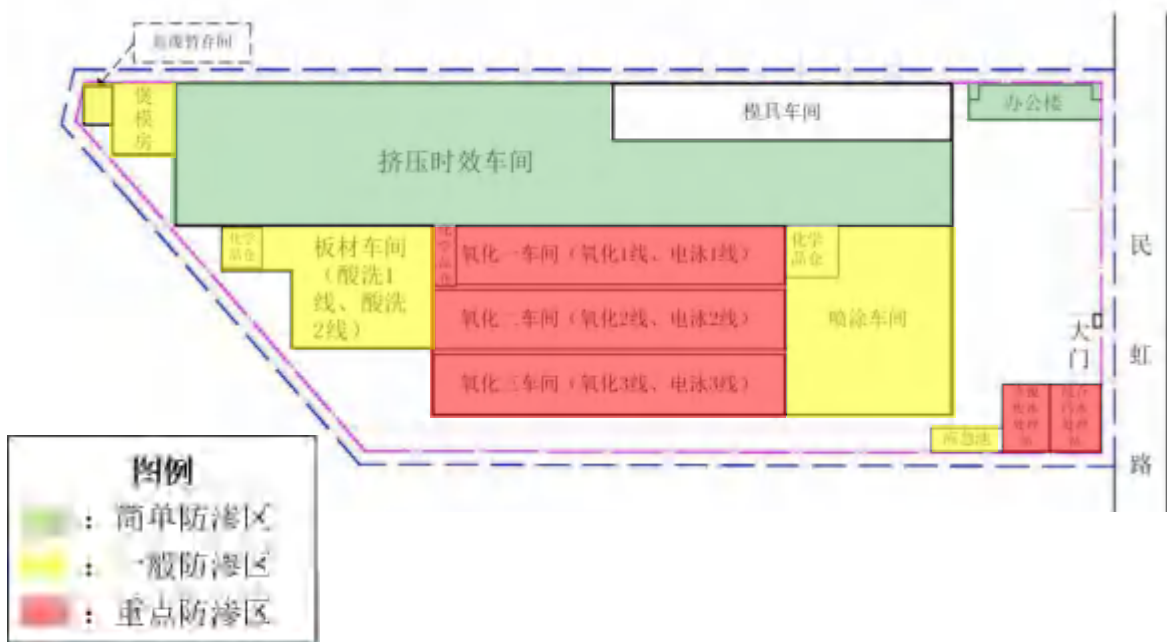 煲模房
模具车间
办公楼
挤压时效车间
化学品仓
板材车间
（酸洗1
线、酸洗
2线）
化学品仓
氧化一车间（氧化1线、电泳1线）
化学品仓
氧化二车间（氧化2线、电泳2线）
喷涂车间
氧化三车间（氧化3线、电泳3线）
大门
民虹路
应急池
图例
：简单防渗区
：一般防渗区
：重点防渗区